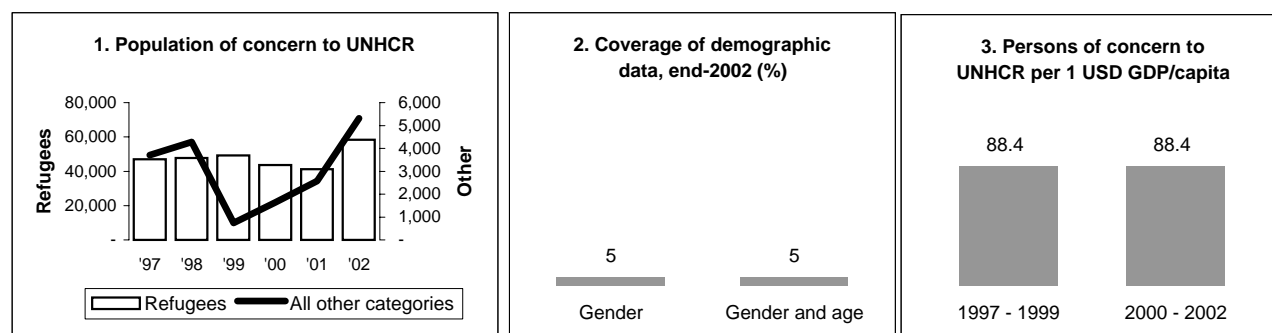 1. Population of concern to UNHCR
80,000
60,000
40,000
20,000
-
Refugees
6,000
5,000
4,000
3,000
2,000
1,000
-
Other
'97 '98 '99 '00 '01 '02
Refugees All other categories
2. Coverage of demographic
data, end-2002 (%)
5 5
Gender Gender and age
3. Persons of concern to
UNHCR per 1 USD GDP/capita
88.4 88.4
1997 - 1999 2000 - 2002